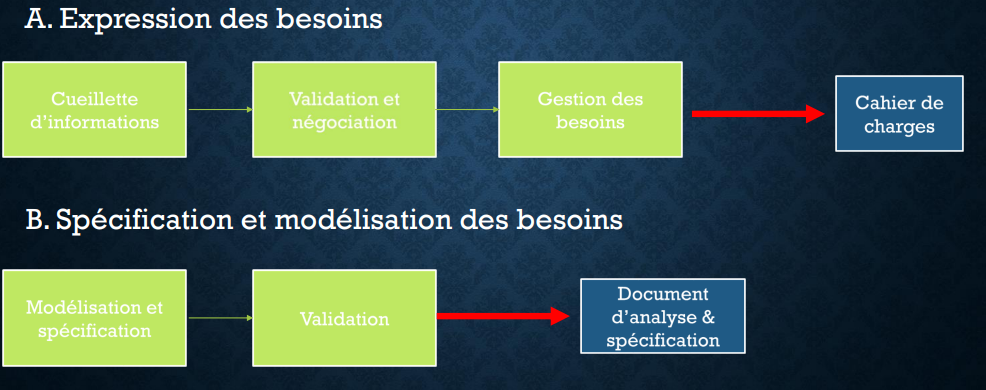 A. Expression des besoins
Cueillette
d'informations
Validation et
négociation
Gestion des
besoins
Cahier de
charges
B. Spécification et modélisation des besoins
Modélisation et
spécification
Validation
Document
d'analyse &
spécification